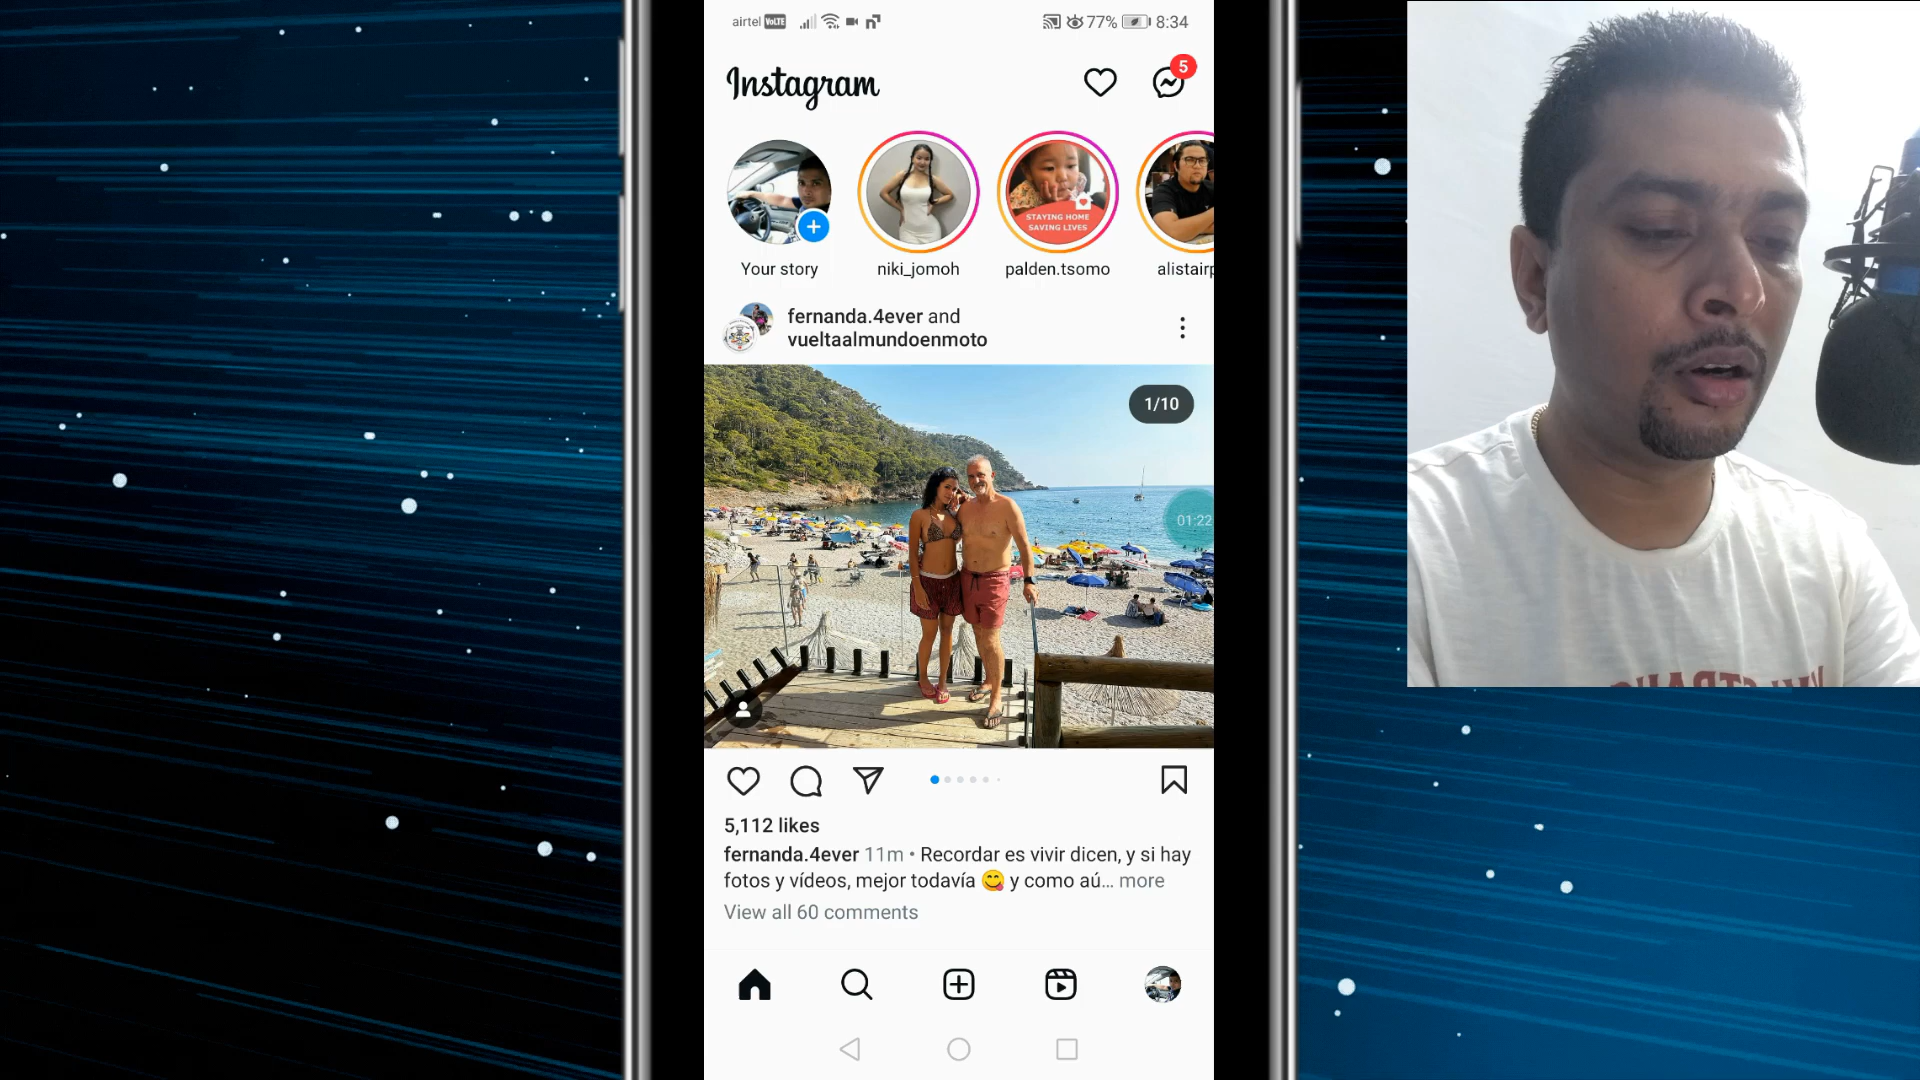 airtel VoLTE 77% 8:34
Instagram
5
STAYING HOME
SAVING LIVES
Your story
niki_jomoh
palden.tsomo
alistairp
fernanda.4ever and
vueltaalmundoenmoto
1/10
01:22
5,112 likes
fernanda.4ever 11m • Recordar es vivir dicen, y si hay
fotos y vídeos, mejor todavía 😋 y como aú... more
View all 60 comments